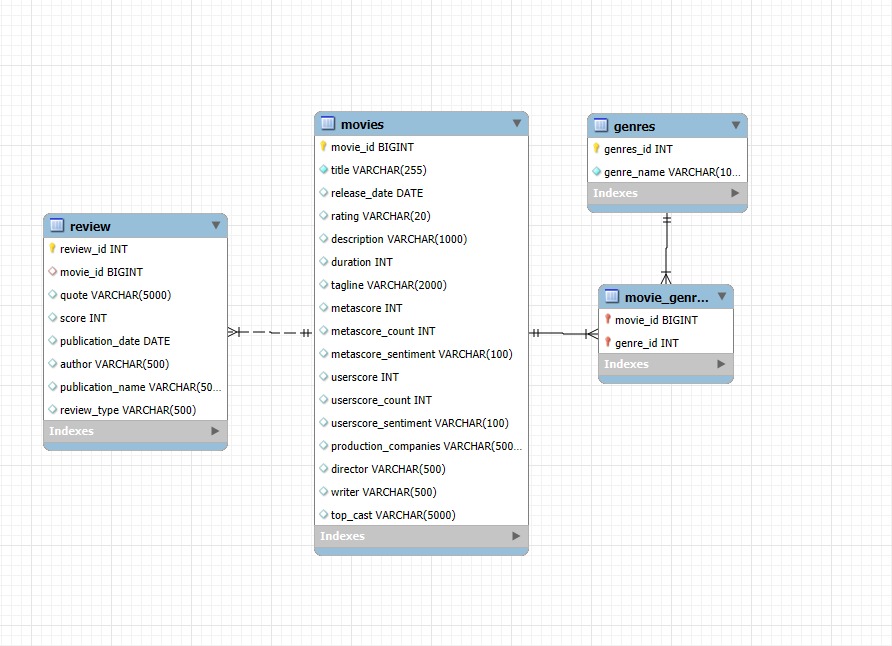 review
review_id INT
movie_id BIGINT
quote VARCHAR(5000)
score INT
publication_date DATE
author VARCHAR(500)
publication_name VARCHAR(50...
review_type VARCHAR(500)
Indexes
movies
movie_id BIGINT
title VARCHAR(255)
release_date DATE
rating VARCHAR(20)
description VARCHAR(1000)
duration INT
tagline VARCHAR(2000)
metascore INT
metascore_count INT
metascore_sentiment VARCHAR(100)
userscore INT
userscore_count INT
userscore_sentiment VARCHAR(100)
production_companies VARCHAR(500...
director VARCHAR(500)
writer VARCHAR(500)
top_cast VARCHAR(5000)
Indexes
genres
genres_id INT
genre_name VARCHAR(10...
Indexes
movie_genr...
movie_id BIGINT
genre_id INT
Indexes